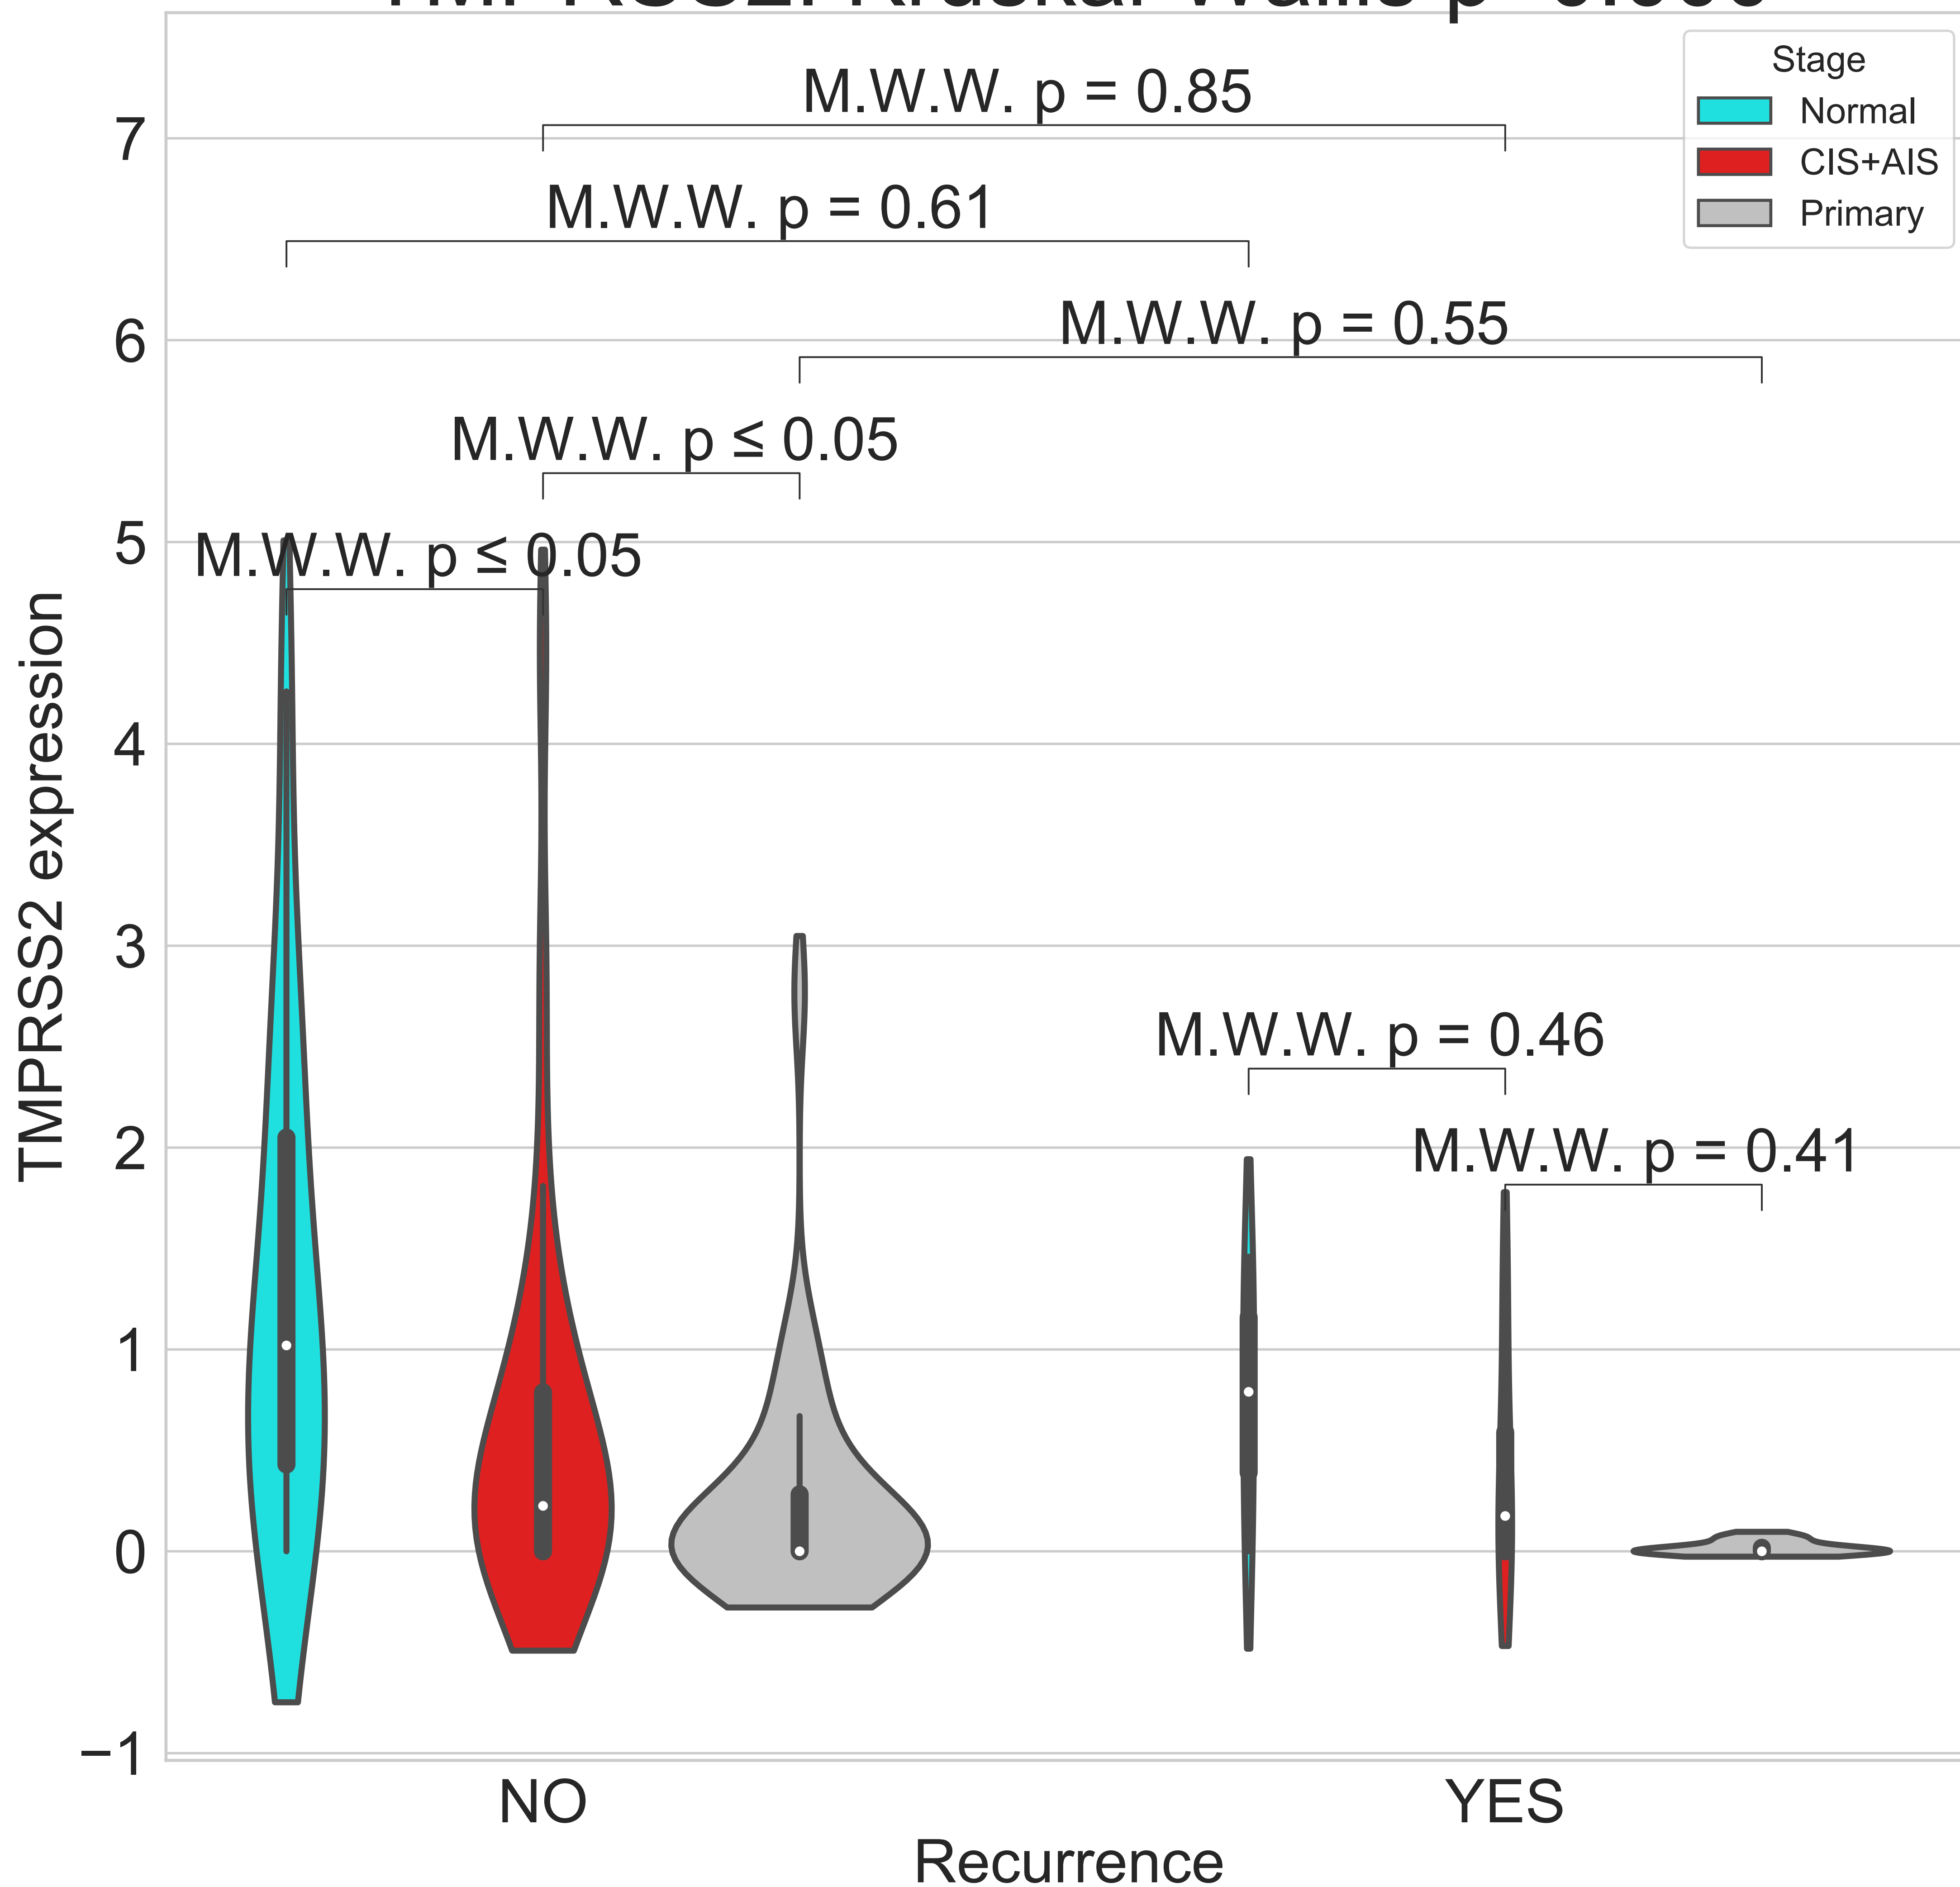 M.W.W. p = 0.85
Stage
Normal
CIS+AIS
Primary
M.W.W. p = 0.61
M.W.W. p = 0.55
M.W.W. p ≤ 0.05
M.W.W. p ≤ 0.05
M.W.W. p = 0.46
M.W.W. p = 0.41
TMPRSS2 expression
7
6
5
4
3
2
1
0
−1
NO
YES
Recurrence